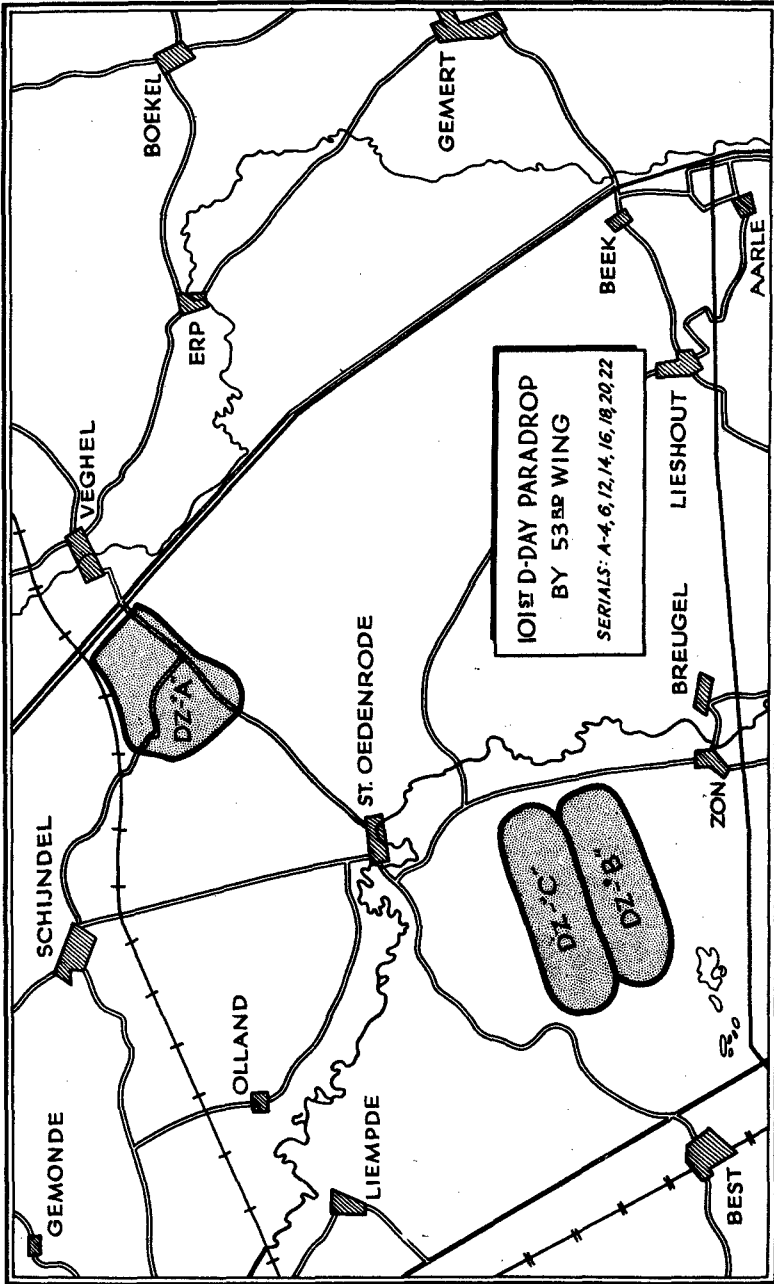 GEMONDE
SCHIJNDEL
VEGHEL
BOEKEL
DZ-"A"
ERP
OLLAND
LIEMPDE
ST. OEDENRODE
GEMERT
101ST D-DAY PARADROP
BY 53RD WING
SERIALS: A-4, 6, 12, 14, 16, 18, 20, 22
DZ-"C"
DZ-"B"
BEEK
BREUGEL
LIESHOUT
BEST
ZON
AARLE